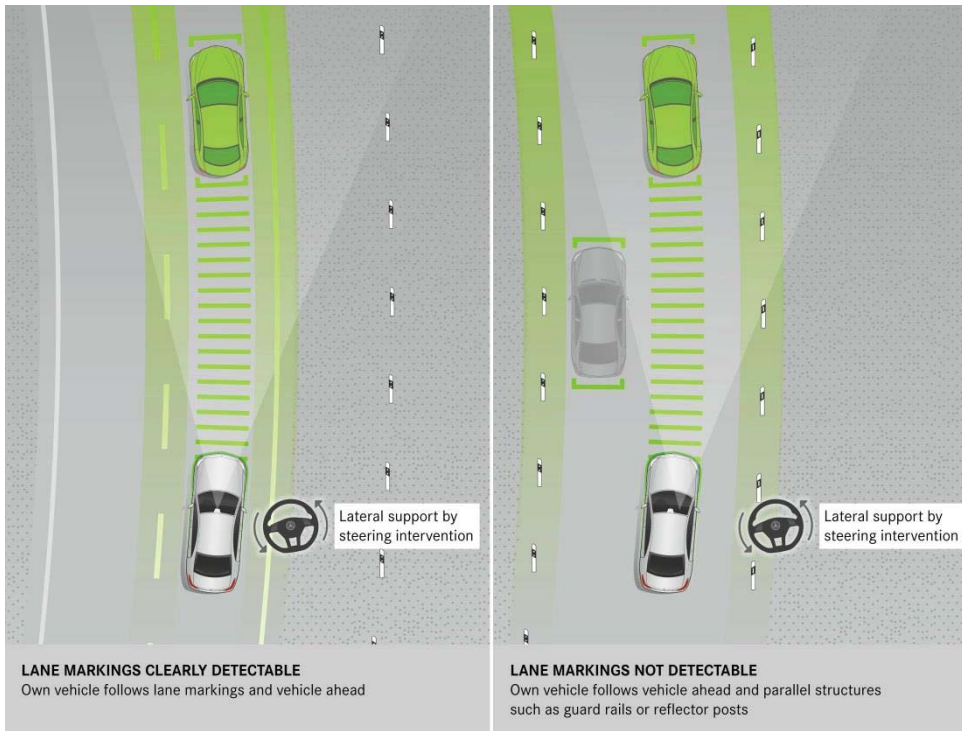 Lateral support by
steering intervention
Lateral support by
steering intervention
LANE MARKINGS CLEARLY DETECTABLE
Own vehicle follows lane markings and vehicle ahead
LANE MARKINGS NOT DETECTABLE
Own vehicle follows vehicle ahead and parallel structures
such as guard rails or reflector posts